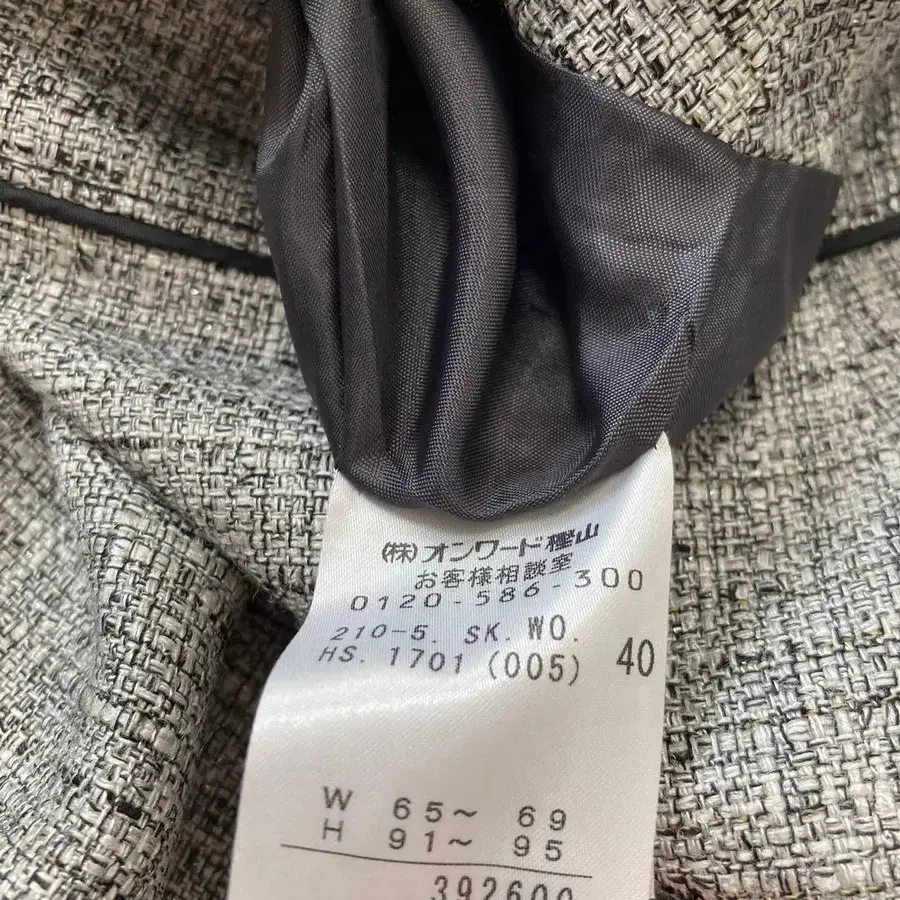 (株)オンワード樫山
お客様相談室
0120-586-300
210-5. SK. WO.
HS. 1701 (005) 40
W 65~ 69
H 91~ 95
392600